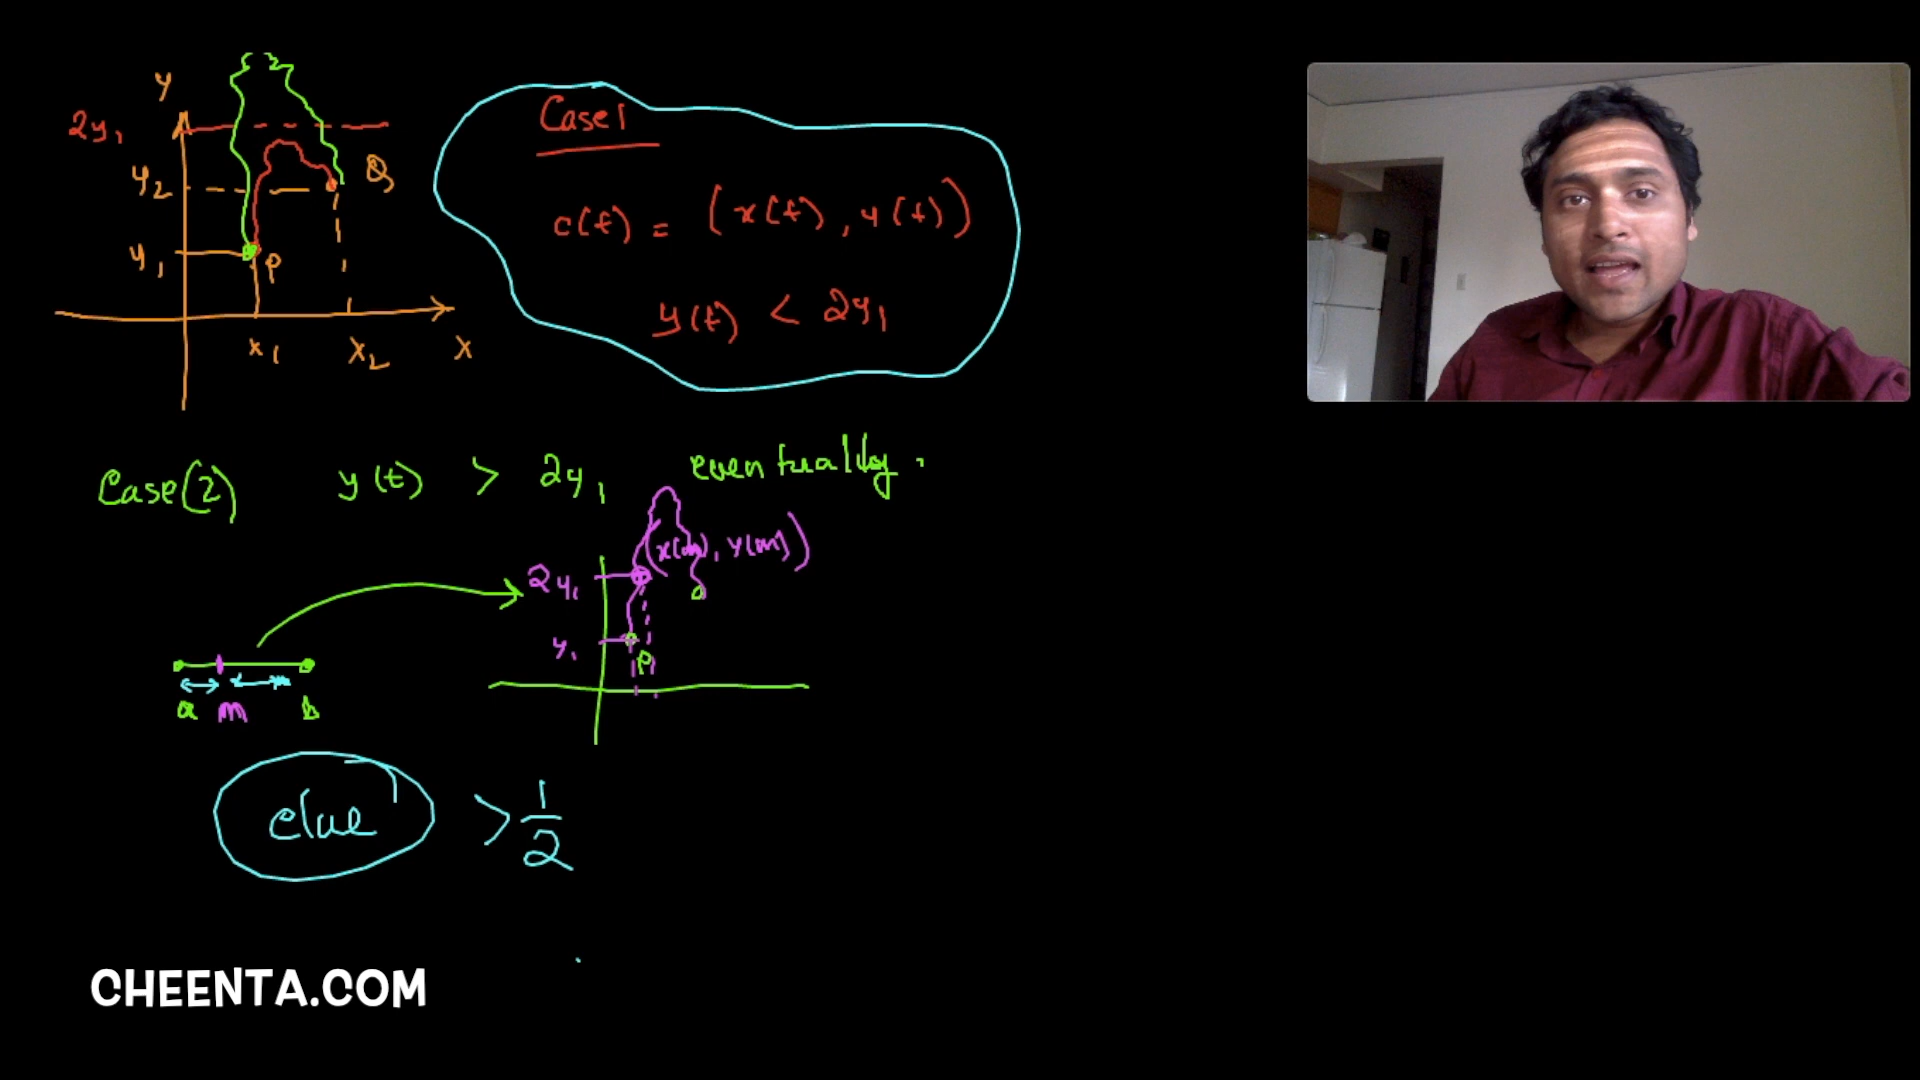 y
2y₁
y₂
Q
y₁
P
x₁ x₂ x
Case 1
c(t) = (x(t), y(t))
y(t) < 2y₁
Case (2) y(t) > 2y₁ eventually.
(x(m), y(m))
2y₁
y₁
P
a m b
clue > 1/2
CHEENTA.COM